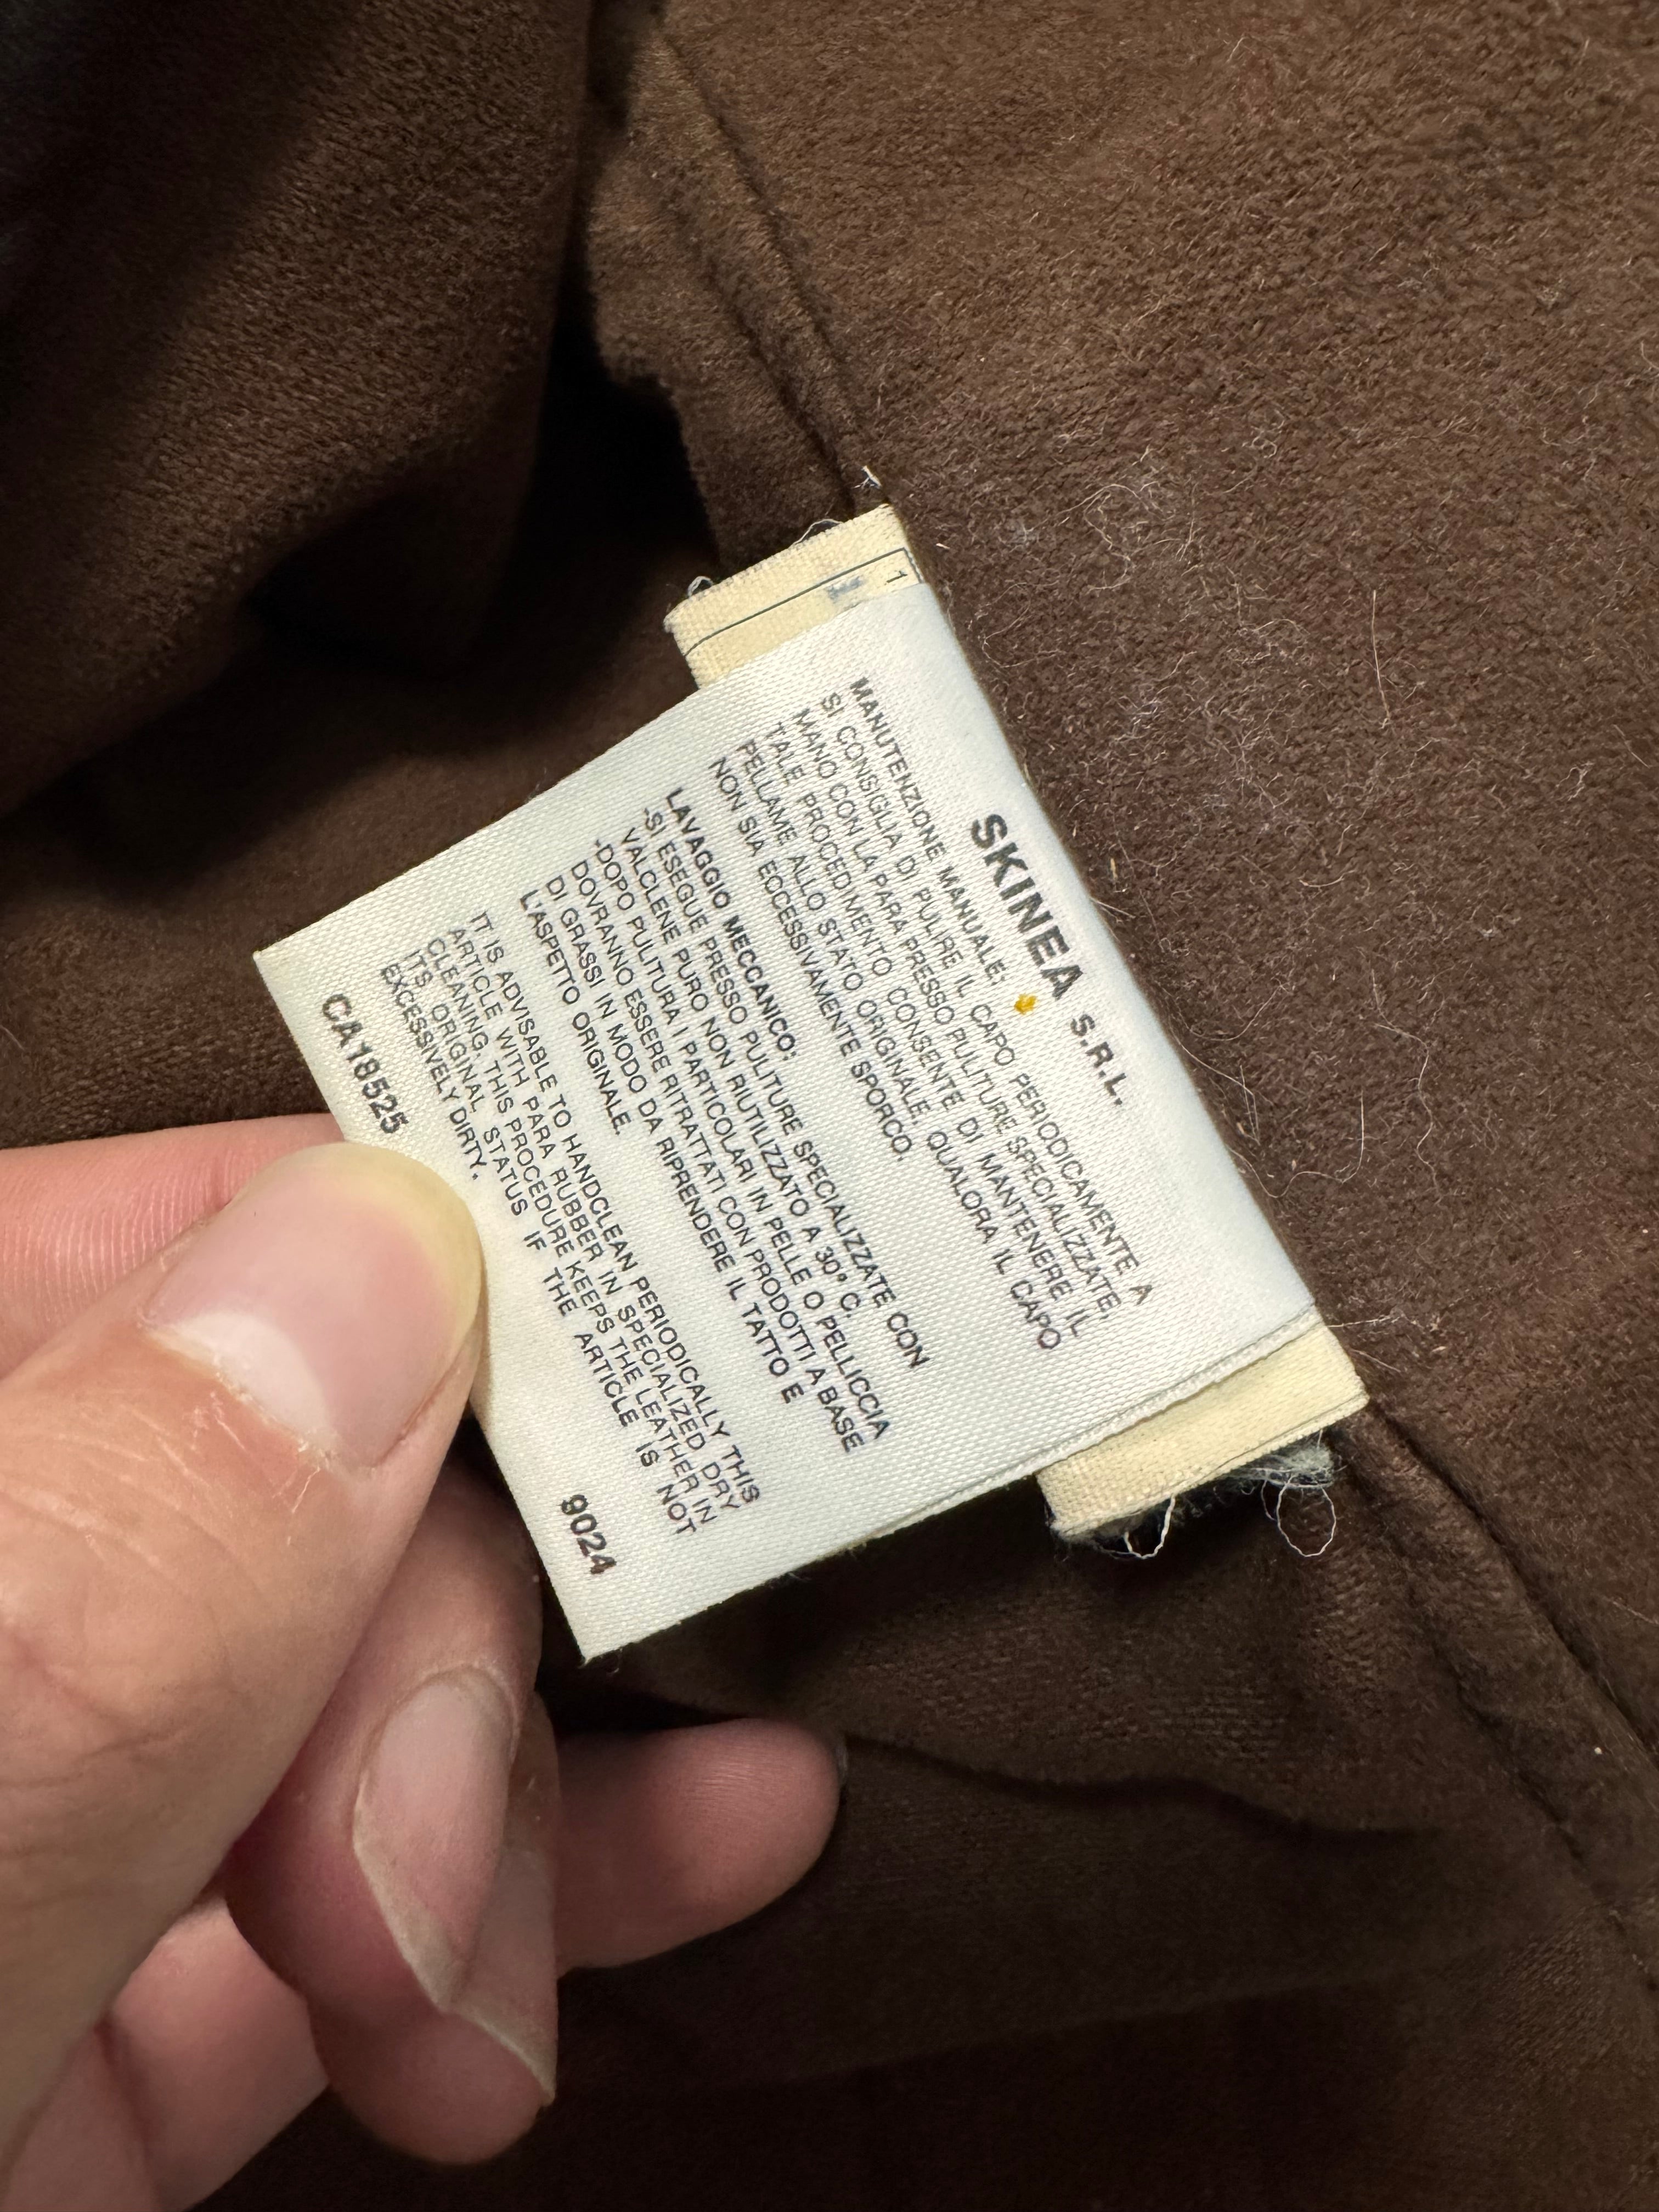 SKINEA S.R.L.
MANUTENZIONE MANUALE:
SI CONSIGLIA DI PULIRE IL CAPO PERIODICAMENTE A
MANO CON LA PARA PRESSO PULITURE SPECIALIZZATE.
TALE PROCEDIMENTO CONSENTE DI MANTENERE IL
PELLAME ALLO STATO ORIGINALE, QUALORA IL CAPO
NON SIA ECCESSIVAMENTE SPORCO.
LAVAGGIO MECCANICO:
-SI ESEGUE PRESSO PULITURE SPECIALIZZATE CON
VALCLENE PURO NON RIUTILIZZATO A 30° C.
-DOPO PULITURA I PARTICOLARI IN PELLE O PELLICCIA
DOVRANNO ESSERE RITRATTATI CON PRODOTTI A BASE
DI GRASSI IN MODO DA RIPRENDERE IL TATTO E
L'ASPETTO ORIGINALE.
IT IS ADVISABLE TO HANDCLEAN PERIODICALLY THIS
ARTICLE WITH PARA RUBBER IN SPECIALIZED DRY
CLEANING, THIS PROCEDURE KEEPS THE LEATHER IN
ITS ORIGINAL STATUS IF THE ARTICLE IS NOT
EXCESSIVELY DIRTY.
CA18525 9024